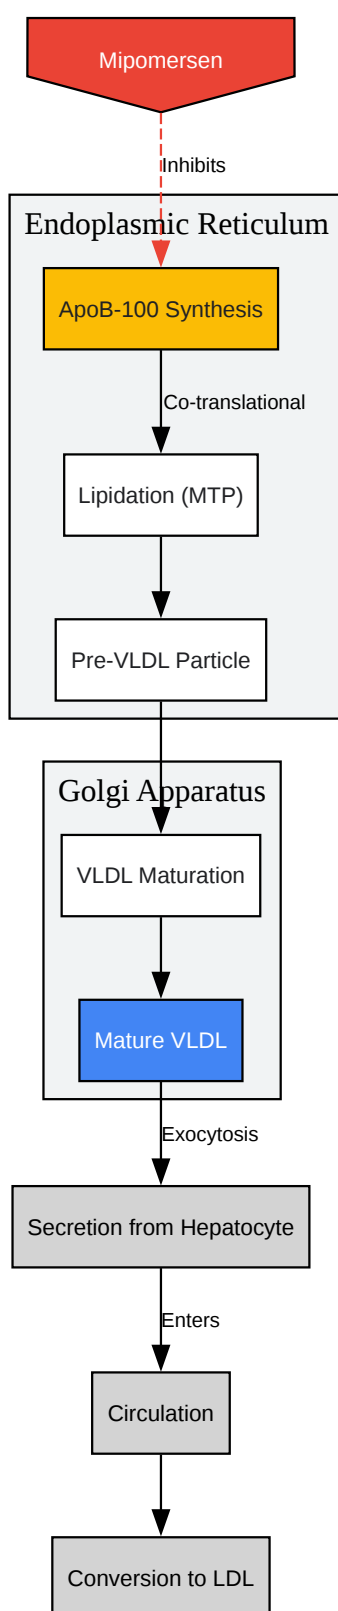 Mipomersen
Inhibits
Endoplasmic Reticulum
ApoB-100 Synthesis
Co-translational
Lipidation (MTP)
Pre-VLDL Particle
Golgi Apparatus
VLDL Maturation
Mature VLDL
Exocytosis
Secretion from Hepatocyte
Enters
Circulation
Conversion to LDL